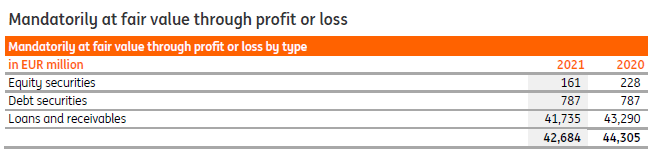 Mandatorily at fair value through profit or loss
Mandatorily at fair value through profit or loss by type
in EUR million 2021 2020
Equity securities 161 228
Debt securities 787 787
Loans and receivables 41,735 43,290
42,684 44,305